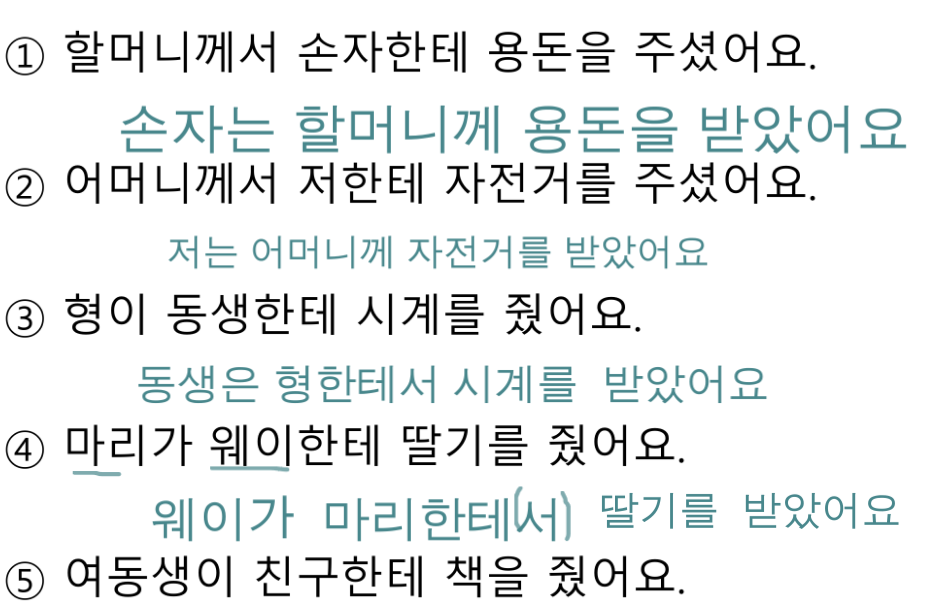 ① 할머니께서 손자한테 용돈을 주셨어요.
손자는 할머니께 용돈을 받았어요
② 어머니께서 저한테 자전거를 주셨어요.
저는 어머니께 자전거를 받았어요
③ 형이 동생한테 시계를 줬어요.
동생은 형한테서 시계를 받았어요
④ 마리가 웨이한테 딸기를 줬어요.
웨이가 마리한테(서) 딸기를 받았어요
⑤ 여동생이 친구한테 책을 줬어요.